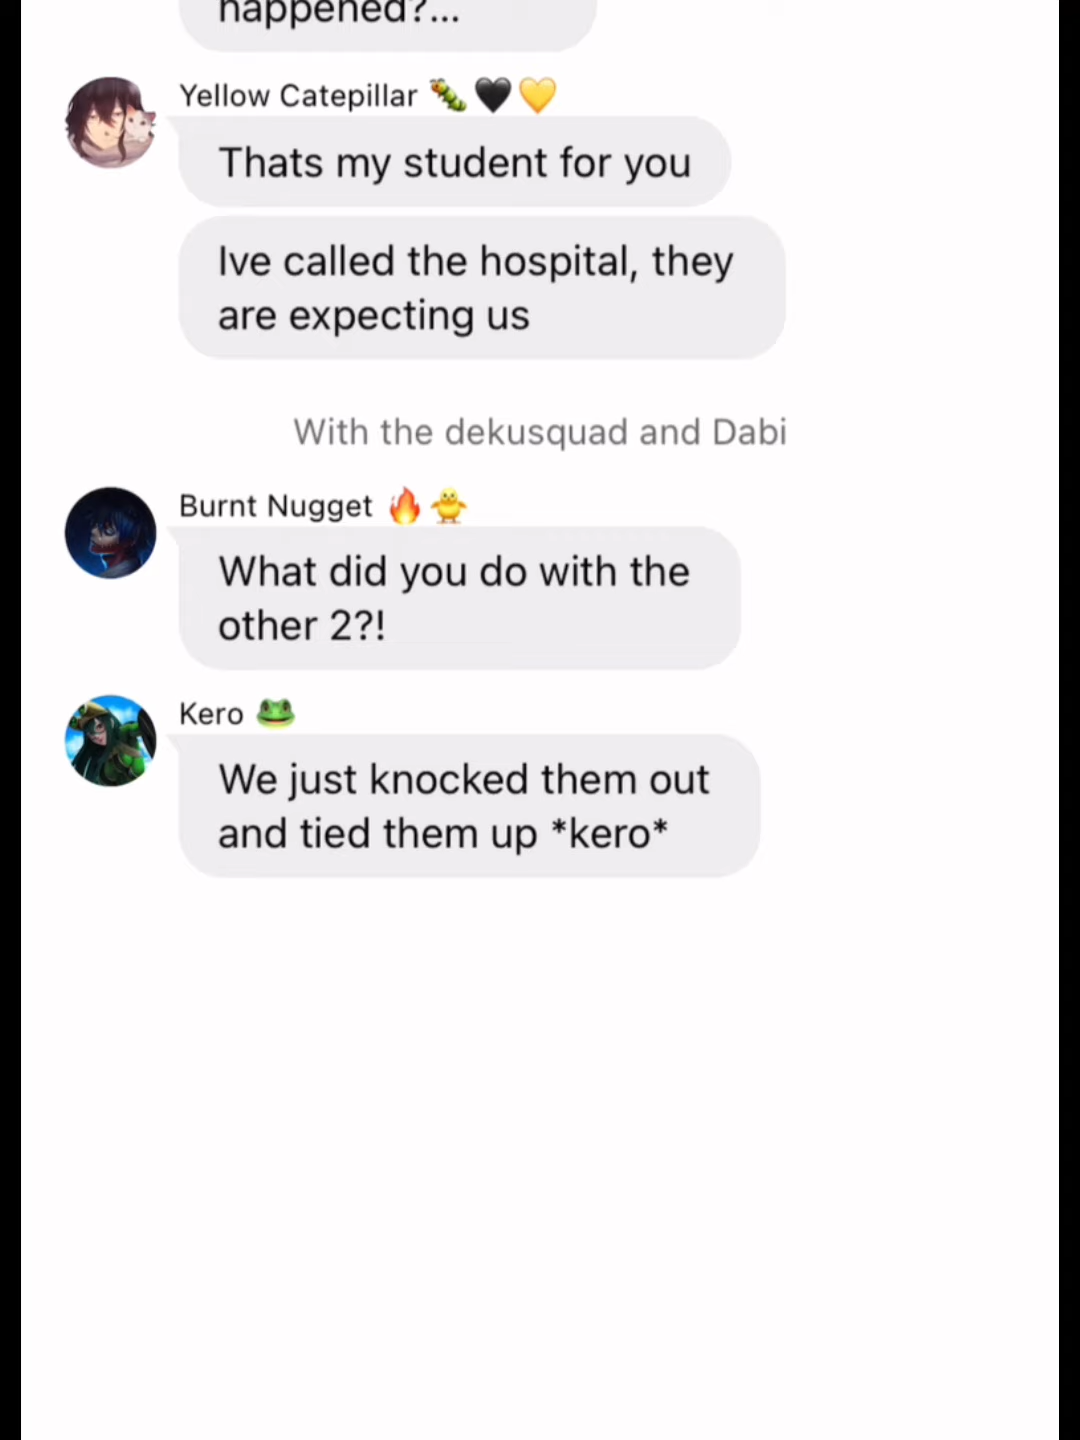 happened?...
Yellow Catepillar 🐛🖤💛
Thats my student for you
Ive called the hospital, they
are expecting us
With the dekusquad and Dabi
Burnt Nugget 🔥🐥
What did you do with the
other 2?!
Kero 🐸
We just knocked them out
and tied them up *kero*